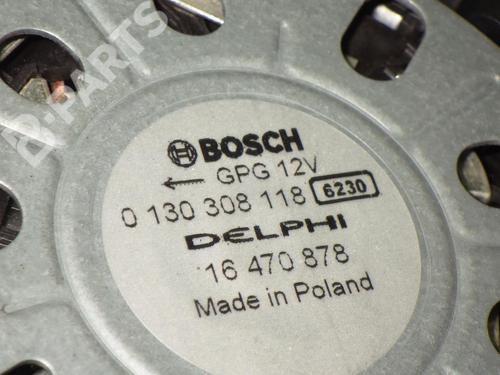 B-PARTS
BOSCH
← GPG 12V
0 130 308 118 6230
DELPHI
16 470 878
Made in Poland